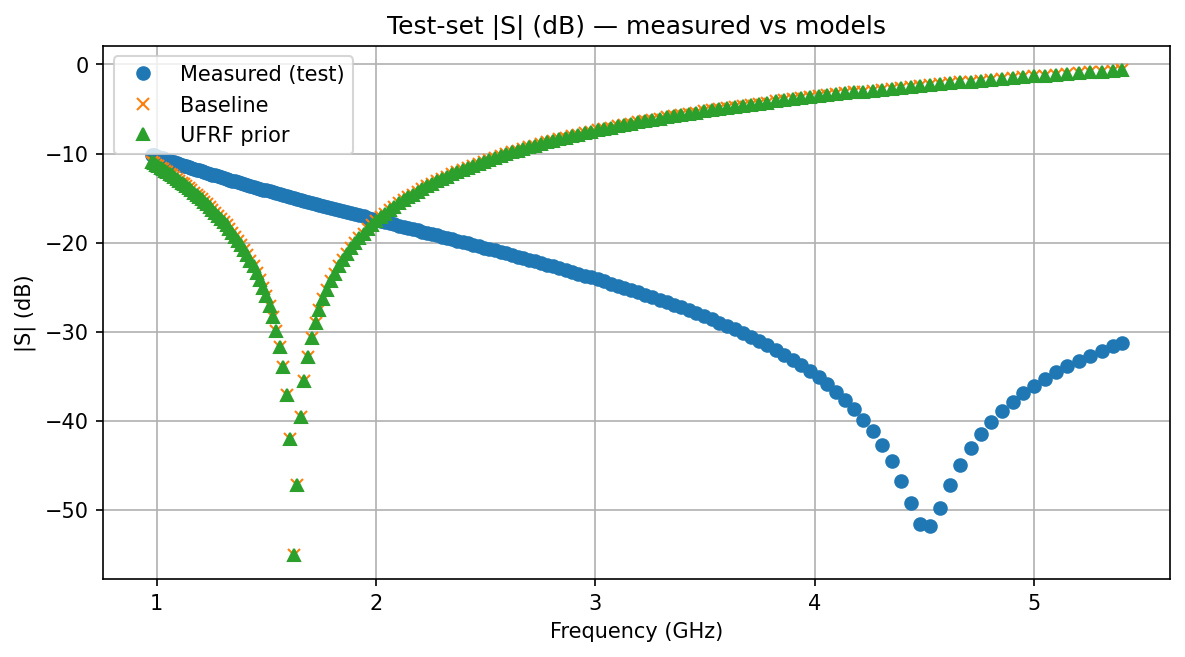 Test-set |S| (dB) — measured vs models
Measured (test)
Baseline
UFRF prior
|S| (dB)
0
−10
−20
−30
−40
−50
1
2
3
4
5
Frequency (GHz)